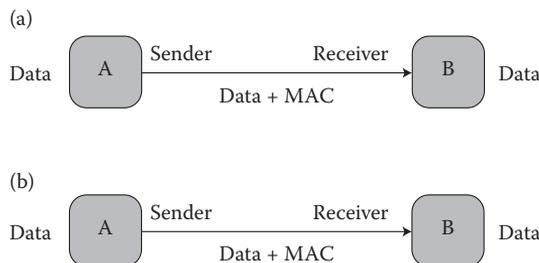 (a)
Sender Receiver
Data A B Data
Data + MAC
(b)
Sender Receiver
Data A B Data
Data + MAC